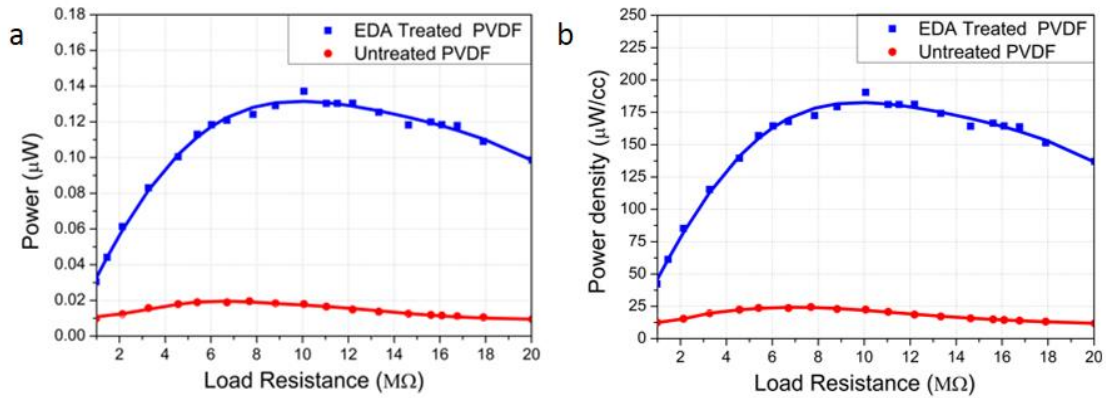 a
0.18
0.16
0.14
0.12
0.10
0.08
0.06
0.04
0.02
0.00
Power (μW)
EDA Treated PVDF
Untreated PVDF
2 4 6 8 10 12 14 16 18 20
Load Resistance (MΩ)
b
250
225
200
175
150
125
100
75
50
25
0
Power density (μW/cc)
EDA Treated PVDF
Untreated PVDF
2 4 6 8 10 12 14 16 18 20
Load Resistance (MΩ)